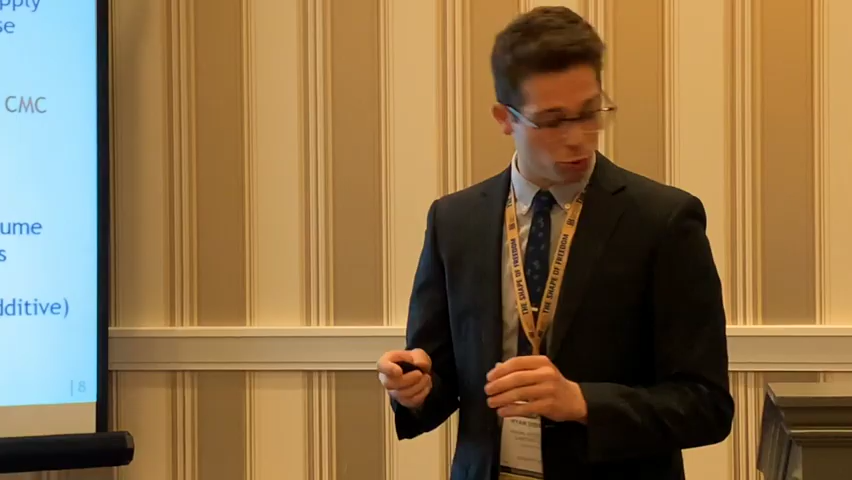 pply
se
CMC
ume
s
dditive)
| 8
THE SHAPE OF FREEDOM
THE SHAPE OF FREEDOM